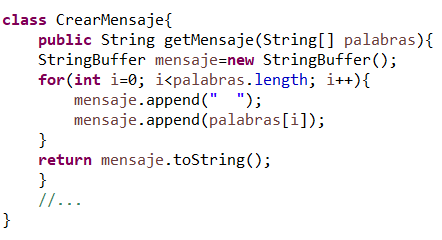 class CrearMensaje{
    public String getMensaje(String[] palabras){
    StringBuffer mensaje=new StringBuffer();
    for(int i=0; i<palabras.length; i++){
        mensaje.append("  ");
        mensaje.append(palabras[i]);
    }
    return mensaje.toString();
    }
    //...
}